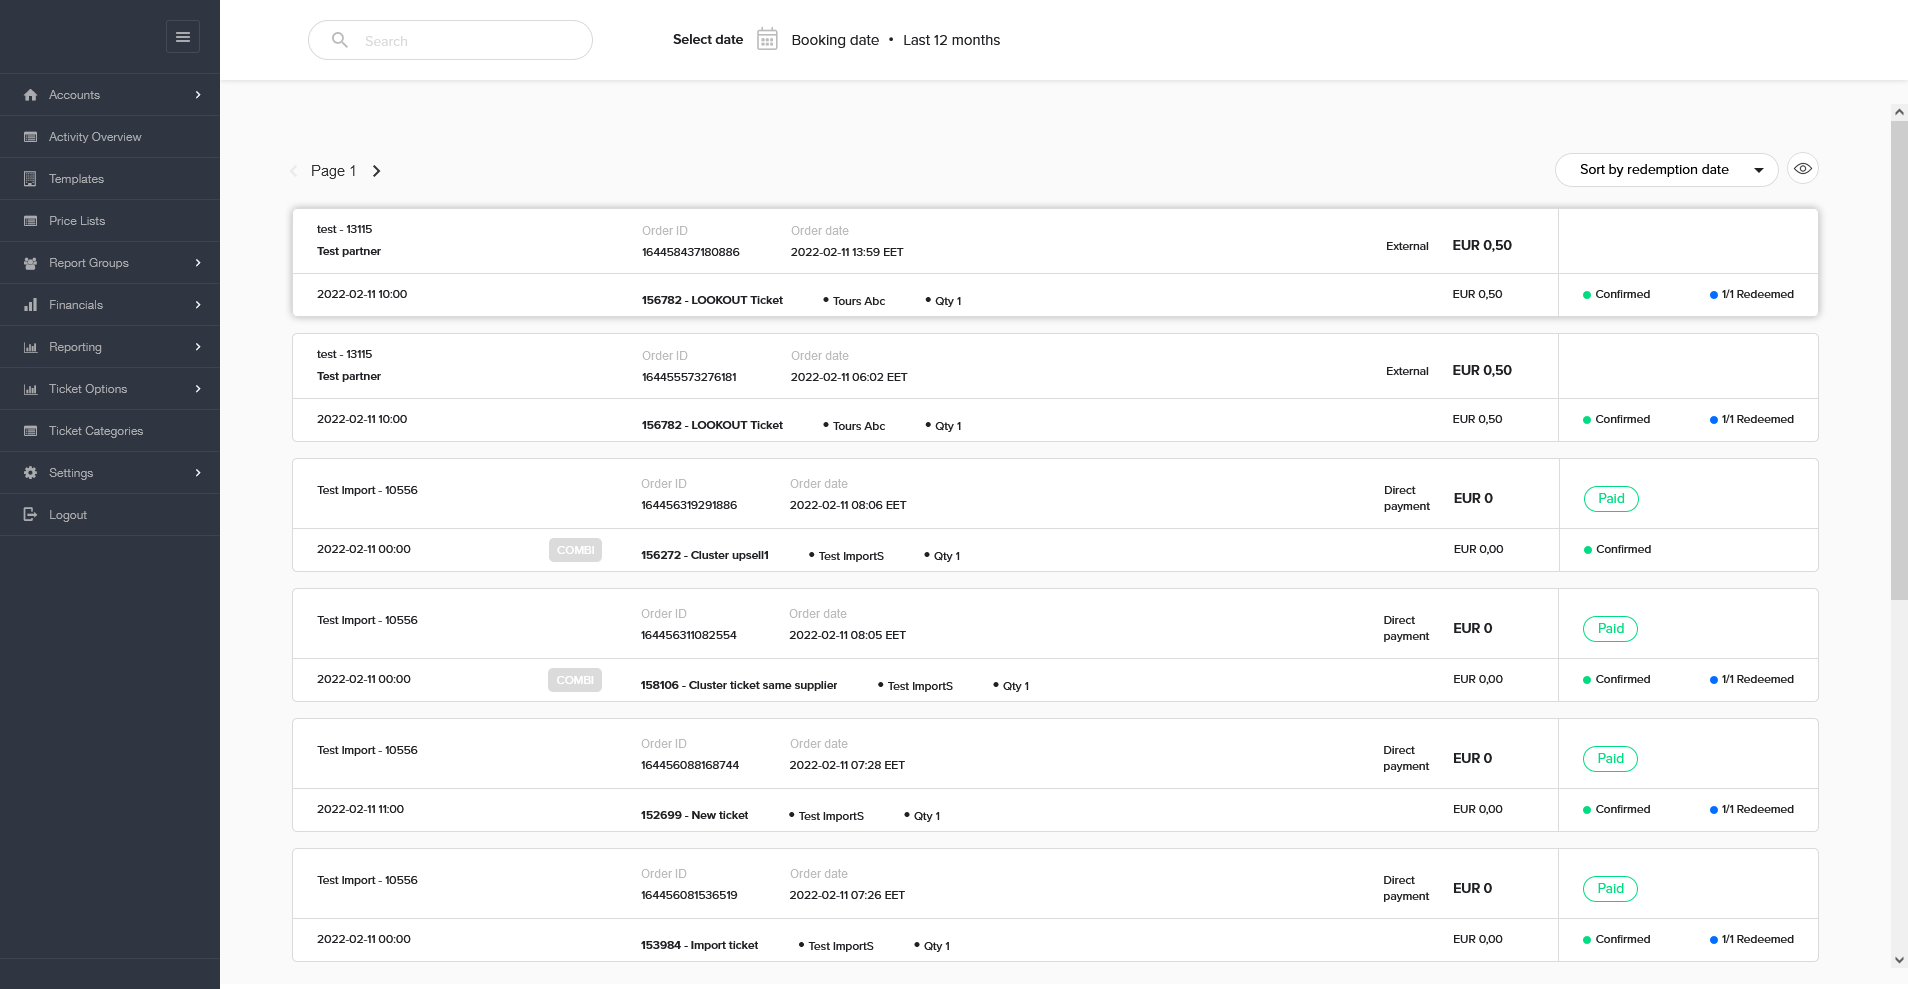 Search
Select date Booking date • Last 12 months
Accounts
Activity Overview
Templates
Price Lists
Report Groups
Financials
Reporting
Ticket Options
Ticket Categories
Settings
Logout
Page 1
Sort by redemption date
test - 13115 Order ID Order date
Test partner 164458437180886 2022-02-11 13:59 EET External EUR 0,50
2022-02-11 10:00 156782 - LOOKOUT Ticket • Tours Abc • Qty 1 EUR 0,50 Confirmed 1/1 Redeemed
test - 13115 Order ID Order date
Test partner 164455573276181 2022-02-11 06:02 EET External EUR 0,50
2022-02-11 10:00 156782 - LOOKOUT Ticket • Tours Abc • Qty 1 EUR 0,50 Confirmed 1/1 Redeemed
Test Import - 10556 Order ID Order date Direct
164456319291886 2022-02-11 08:06 EET payment EUR 0 Paid
2022-02-11 00:00 COMBI 156272 - Cluster upsell1 • Test ImportS • Qty 1 EUR 0,00 Confirmed
Test Import - 10556 Order ID Order date Direct
164456311082554 2022-02-11 08:05 EET payment EUR 0 Paid
2022-02-11 00:00 COMBI 158106 - Cluster ticket same supplier • Test ImportS • Qty 1 EUR 0,00 Confirmed 1/1 Redeemed
Test Import - 10556 Order ID Order date Direct
164456088168744 2022-02-11 07:28 EET payment EUR 0 Paid
2022-02-11 11:00 152699 - New ticket • Test ImportS • Qty 1 EUR 0,00 Confirmed 1/1 Redeemed
Test Import - 10556 Order ID Order date Direct
164456081536519 2022-02-11 07:26 EET payment EUR 0 Paid
2022-02-11 00:00 153984 - Import ticket • Test ImportS • Qty 1 EUR 0,00 Confirmed 1/1 Redeemed